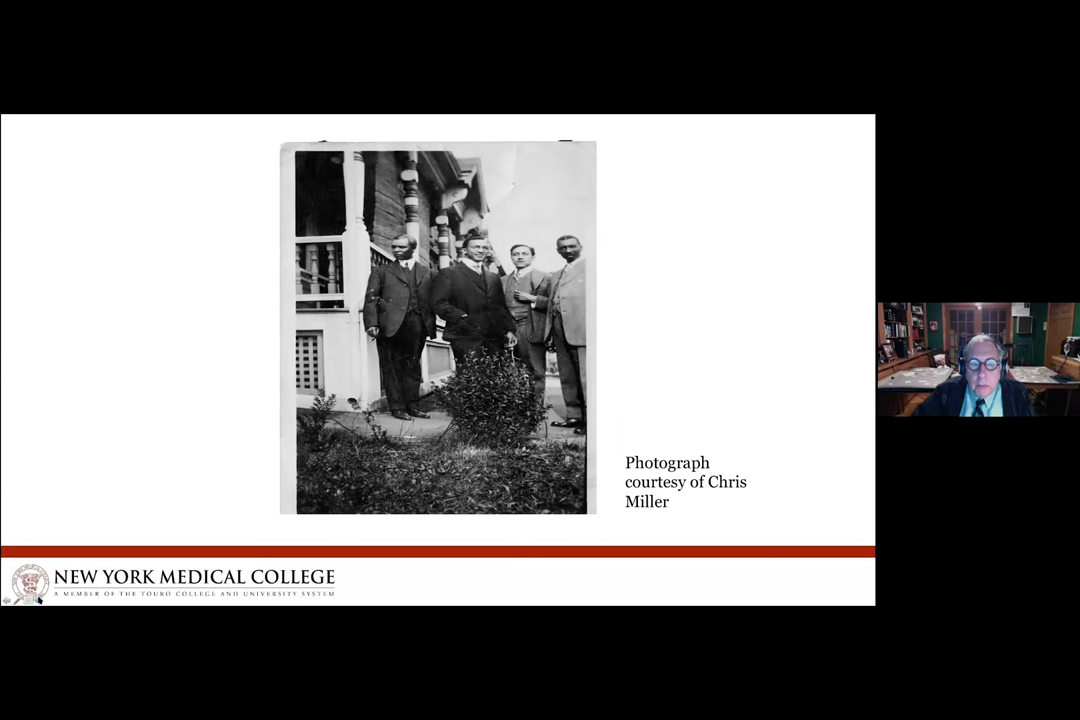 Photograph
courtesy of Chris
Miller
NEW YORK MEDICAL COLLEGE
A MEMBER OF THE TOURO COLLEGE AND UNIVERSITY SYSTEM